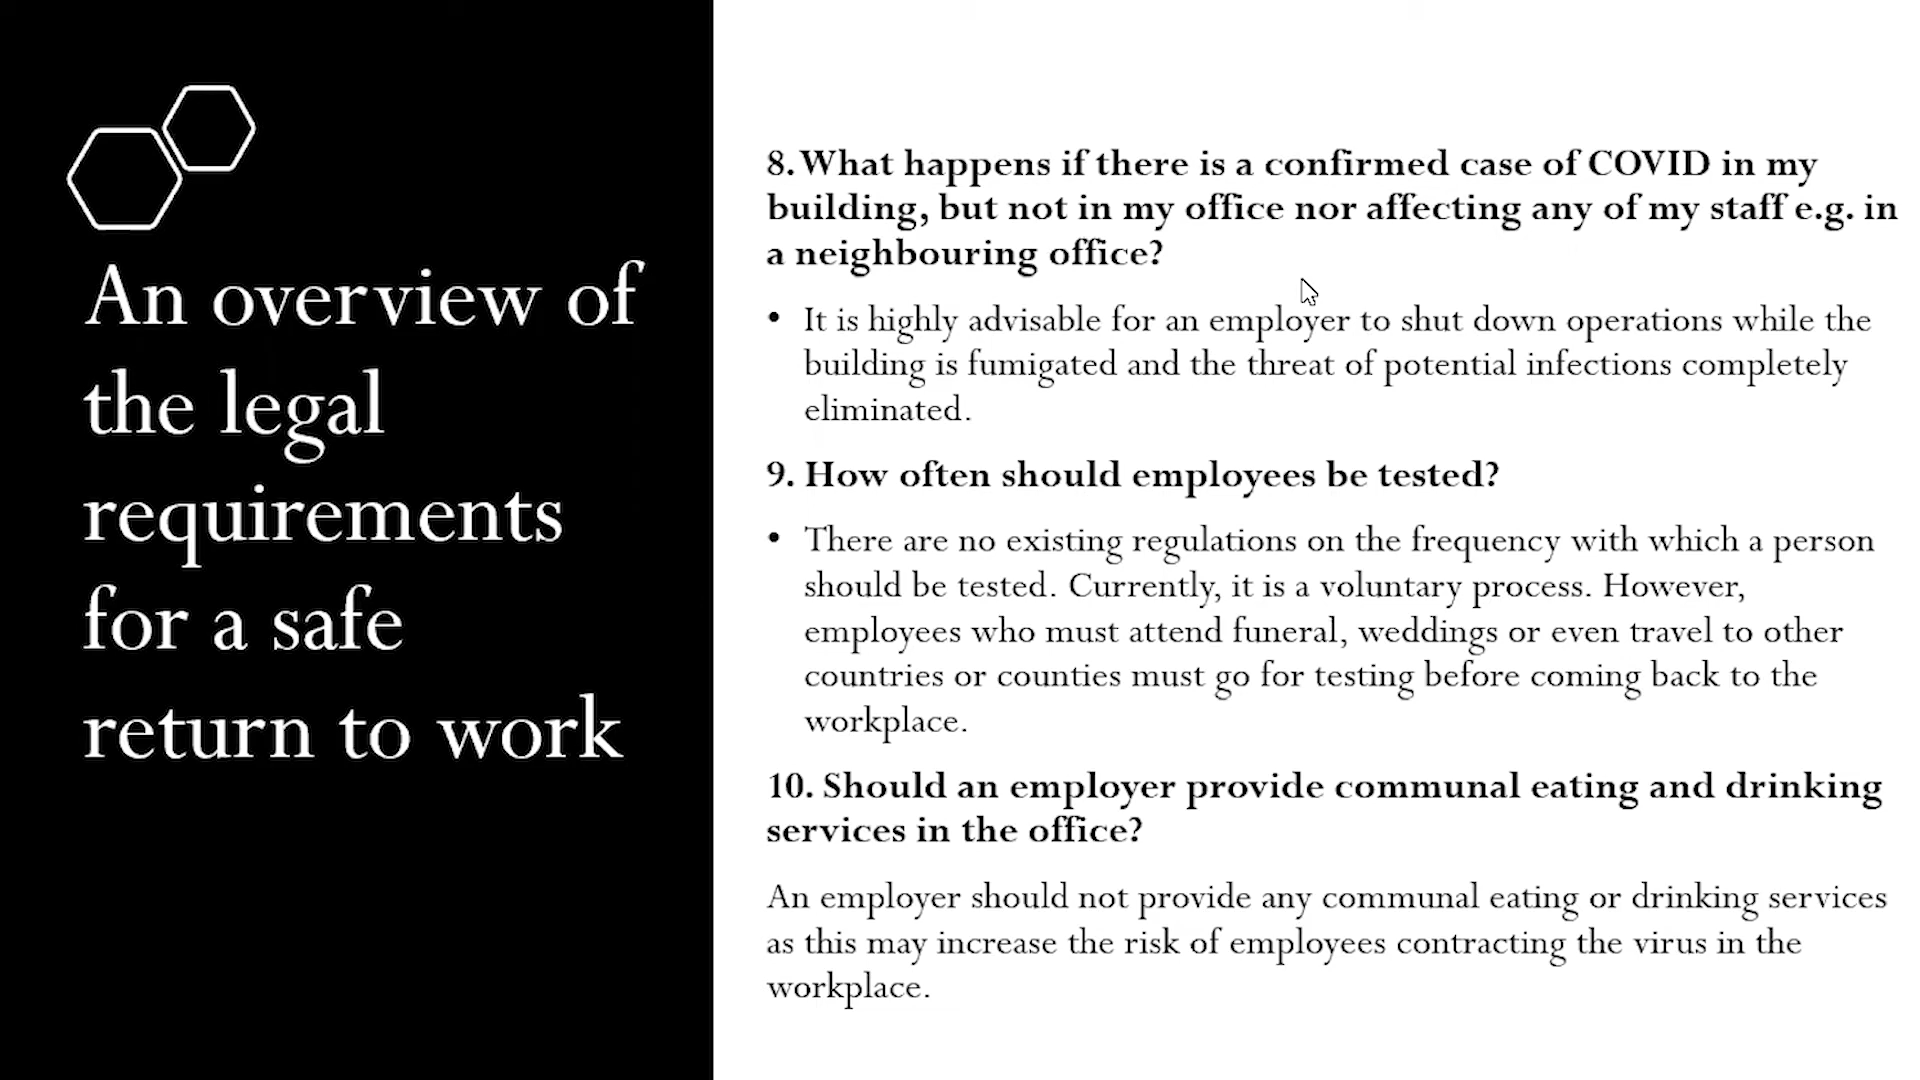 An overview of
the legal
requirements
for a safe
return to work
8. What happens if there is a confirmed case of COVID in my
building, but not in my office nor affecting any of my staff e.g. in
a neighbouring office?
• It is highly advisable for an employer to shut down operations while the
building is fumigated and the threat of potential infections completely
eliminated.
9. How often should employees be tested?
• There are no existing regulations on the frequency with which a person
should be tested. Currently, it is a voluntary process. However,
employees who must attend funeral, weddings or even travel to other
countries or counties must go for testing before coming back to the
workplace.
10. Should an employer provide communal eating and drinking
services in the office?
An employer should not provide any communal eating or drinking services
as this may increase the risk of employees contracting the virus in the
workplace.